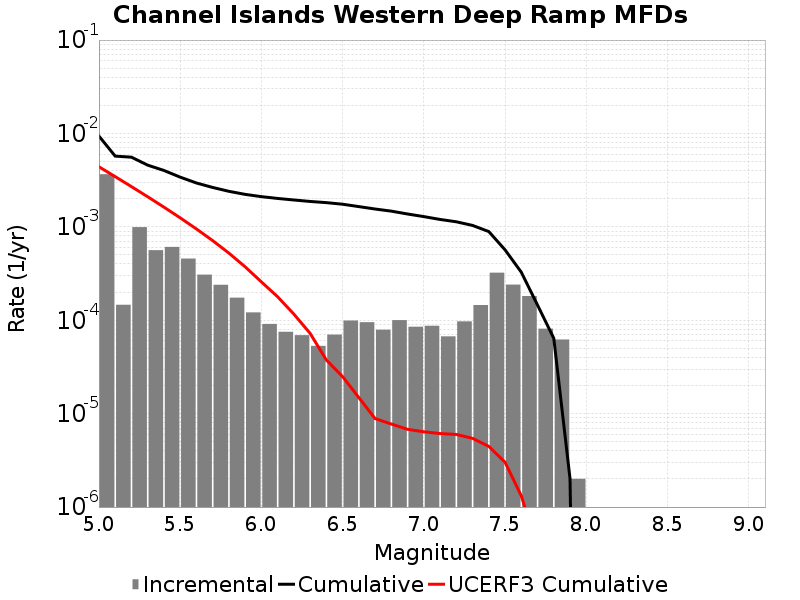 Channel Islands Western Deep Ramp MFDs
10-1
10-2
10-3
10-4
10-5
10-6
Rate (1/yr)
5.0 5.5 6.0 6.5 7.0 7.5 8.0 8.5 9.0
Magnitude
Incremental Cumulative UCERF3 Cumulative